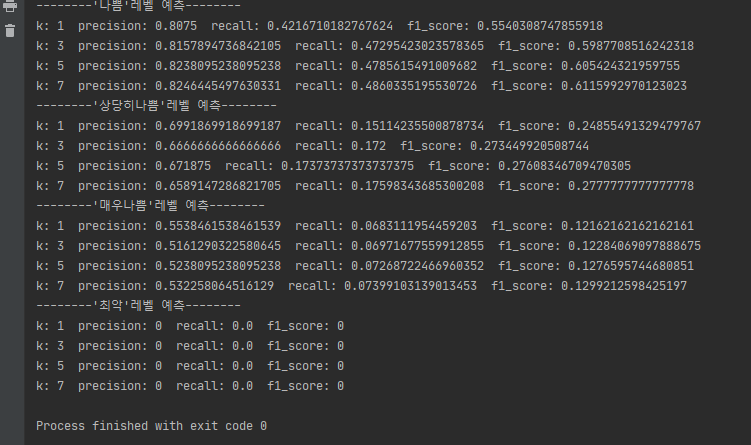 --------'나쁨'레벨 예측--------
k: 1  precision: 0.8075  recall: 0.4216710182767624  f1_score: 0.5540308747855918
k: 3  precision: 0.8157894736842105  recall: 0.47295423023578365  f1_score: 0.5987708516242318
k: 5  precision: 0.8238095238095238  recall: 0.4785615491009682  f1_score: 0.605424321959755
k: 7  precision: 0.8246445497630331  recall: 0.4860335195530726  f1_score: 0.6115992970123023
--------'상당히나쁨'레벨 예측--------
k: 1  precision: 0.6991869918699187  recall: 0.15114235500878734  f1_score: 0.24855491329479767
k: 3  precision: 0.6666666666666666  recall: 0.172  f1_score: 0.273449920508744
k: 5  precision: 0.671875  recall: 0.17373737373737375  f1_score: 0.27608346709470305
k: 7  precision: 0.6589147286821705  recall: 0.17598343685300208  f1_score: 0.2777777777777778
--------'매우나쁨'레벨 예측--------
k: 1  precision: 0.5538461538461539  recall: 0.0683111954459203  f1_score: 0.12162162162162161
k: 3  precision: 0.5161290322580645  recall: 0.06971677559912855  f1_score: 0.12284069097888675
k: 5  precision: 0.5238095238095238  recall: 0.07268722466960352  f1_score: 0.1276595744680851
k: 7  precision: 0.532258064516129  recall: 0.07399103139013453  f1_score: 0.1299212598425197
--------'최악'레벨 예측--------
k: 1  precision: 0  recall: 0.0  f1_score: 0
k: 3  precision: 0  recall: 0.0  f1_score: 0
k: 5  precision: 0  recall: 0.0  f1_score: 0
k: 7  precision: 0  recall: 0.0  f1_score: 0
Process finished with exit code 0